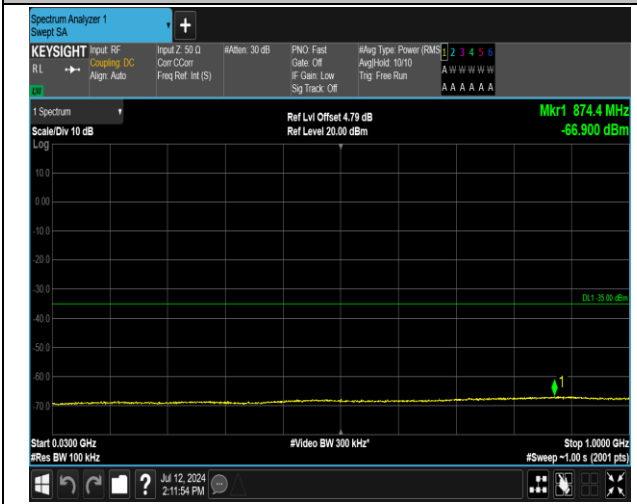 Spectrum Analyzer 1
Swept SA
+
KEYSIGHT
RL
Input: RF
Coupling: DC
Align: Auto
Input Z: 50 Ω
Corr CCorr
Freq Ref: Int (S)
#Atten: 30 dB
PNO: Fast
Gate: Off
IF Gain: Low
Sig Track: Off
#Avg Type: Power (RMS
Avg|Hold: 10/10
Trig: Free Run
1 2 3 4 5 6
A W W W W W
A A A A A A
1 Spectrum
Scale/Div 10 dB
Log
Ref Lvl Offset 4.79 dB
Ref Level 20.00 dBm
Mkr1 874.4 MHz
-66.900 dBm
10.0
0.00
-10.0
-20.0
-30.0
DL1 -35.00 dBm
-40.0
-50.0
-60.0
1
-70.0
Start 0.0300 GHz
#Res BW 100 kHz
#Video BW 300 kHz*
Stop 1.0000 GHz
#Sweep ~1.00 s (2001 pts)
?
Jul 12, 2024
2:11:54 PM